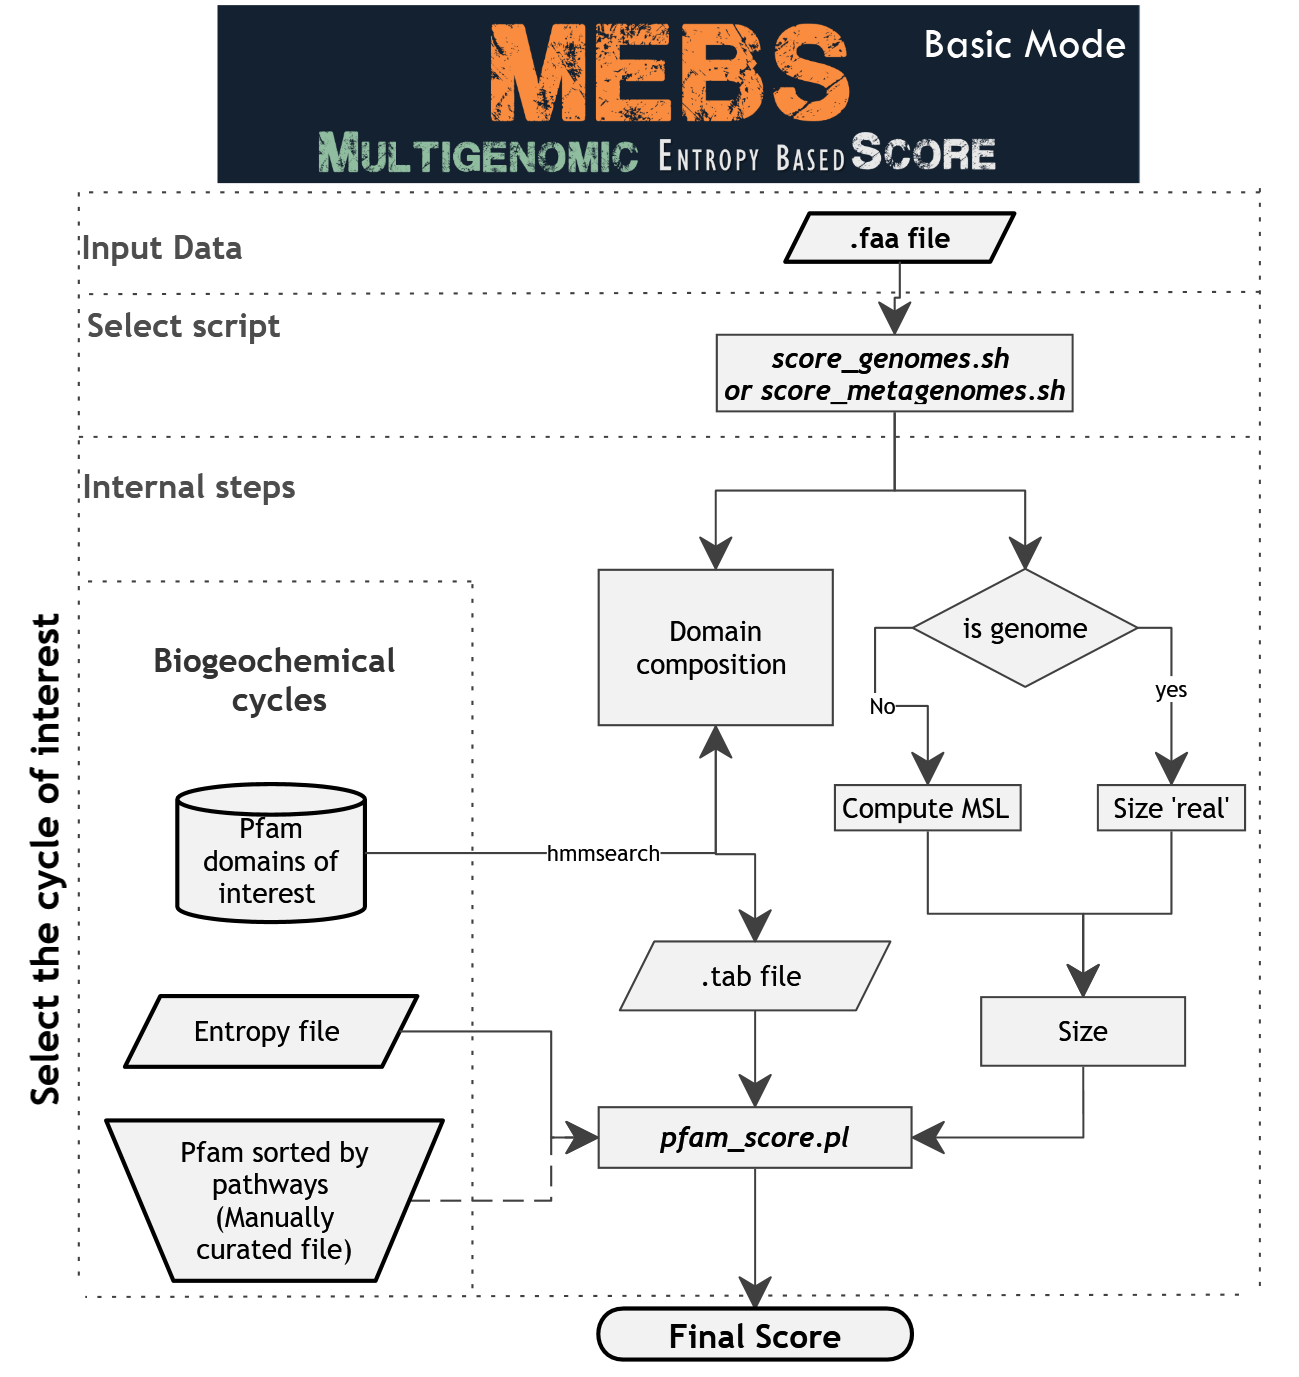 MEBS
Basic Mode
MULTIGENOMIC ENTROPY BASED SCORE
Input Data
.faa file
Select script
score_genomes.sh
or score_metagenomes.sh
Internal steps
Select the cycle of interest
Biogeochemical
cycles
Domain
composition
is genome
No
yes
Compute MSL
Size 'real'
Pfam
domains of
interest
hmmsearch
.tab file
Entropy file
Size
Pfam sorted by
pathways
(Manually
curated file)
pfam_score.pl
Final Score